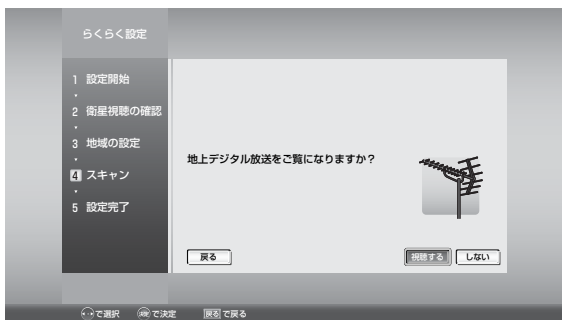 らくらく設定
1 設定開始
2 衛星視聴の確認
3 地域の設定
4 スキャン
5 設定完了
地上デジタル放送をご覧になりますか？
戻る
視聴する
しない
で選択 で決定 戻る で戻る